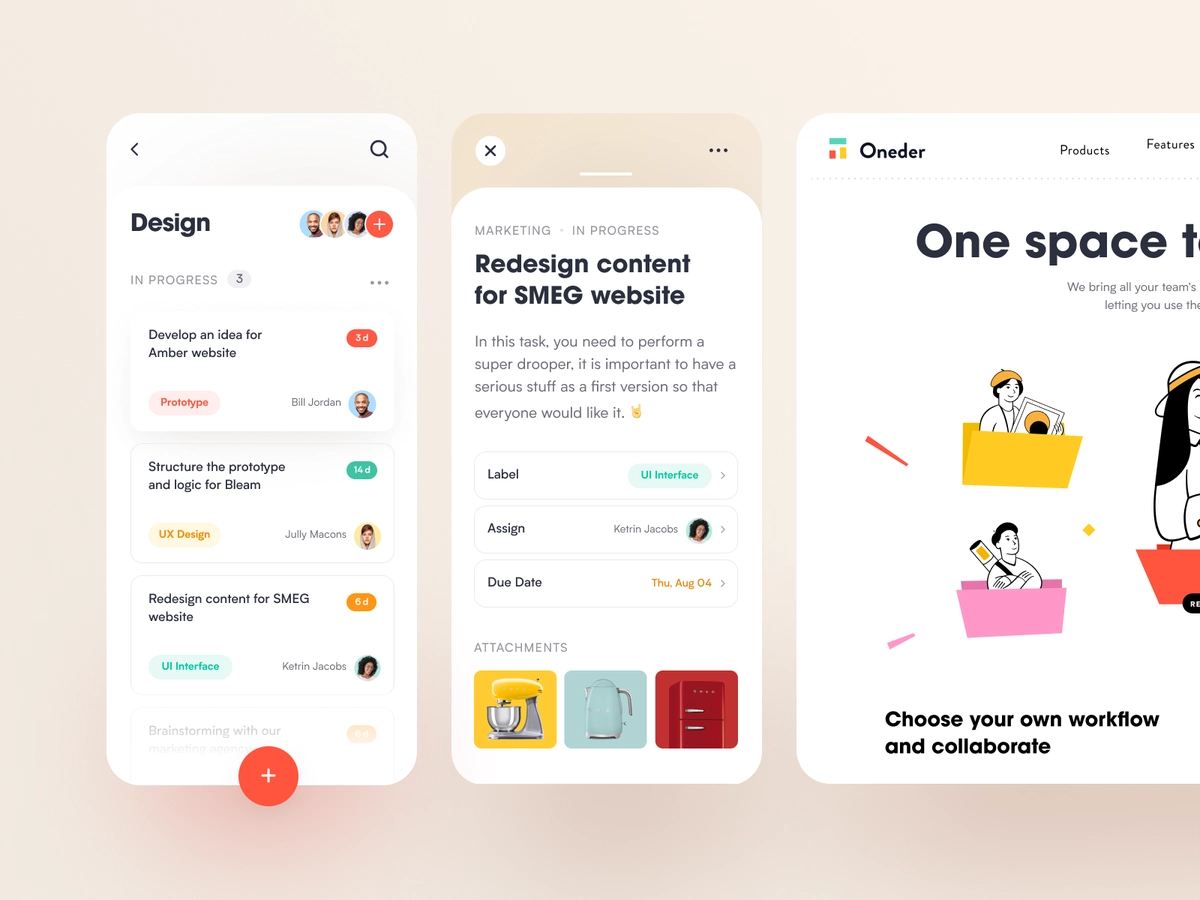 Design
IN PROGRESS 3
Develop an idea for
Amber website
3 d
Prototype
Bill Jordan
Structure the prototype
and logic for Bleam
14 d
UX Design
Jully Macons
Redesign content for SMEG
website
6 d
UI Interface
Ketrin Jacobs
Brainstorming with our
marketing agency
6 d
MARKETING • IN PROGRESS
Redesign content
for SMEG website
In this task, you need to perform a
super drooper, it is important to have a
serious stuff as a first version so that
everyone would like it. 🤘
Label
UI Interface
Assign
Ketrin Jacobs
Due Date
Thu, Aug 04
ATTACHMENTS
SMEG
Oneder
Products
Features
One space t
We bring all your team's
letting you use the
RE
Choose your own workflow
and collaborate